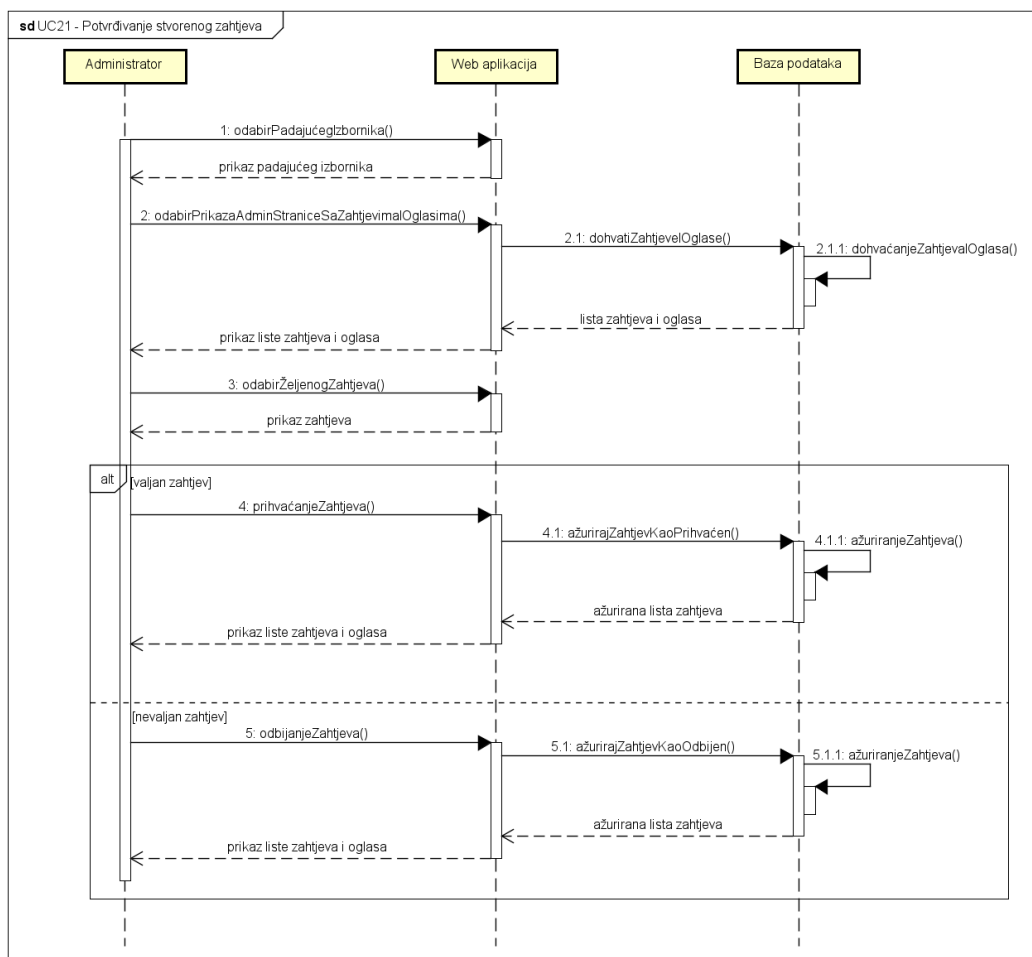 sd UC21 - Potvrđivanje stvorenog zahtjeva
Administrator
Web aplikacija
Baza podataka
1: odabirPadajućegIzbornika()
prikaz padajućeg izbornika
2: odabirPrikazaAdminStraniceSaZahtjevimaIOglasima()
2.1: dohvatiZahtjeveIOglase()
2.1.1: dohvaćanjeZahtjevaIOglasa()
lista zahtjeva i oglasa
prikaz liste zahtjeva i oglasa
3: odabirŽeljenogZahtjeva()
prikaz zahtjeva
alt
[valjan zahtjev]
4: prihvaćanjeZahtjeva()
4.1: ažurirajZahtjevKaoPrihvaćen()
4.1.1: ažuriranjeZahtjeva()
ažurirana lista zahtjeva
prikaz liste zahtjeva i oglasa
[nevaljan zahtjev]
5: odbijanjeZahtjeva()
5.1: ažurirajZahtjevKaoOdbijen()
5.1.1: ažuriranjeZahtjeva()
ažurirana lista zahtjeva
prikaz liste zahtjeva i oglasa